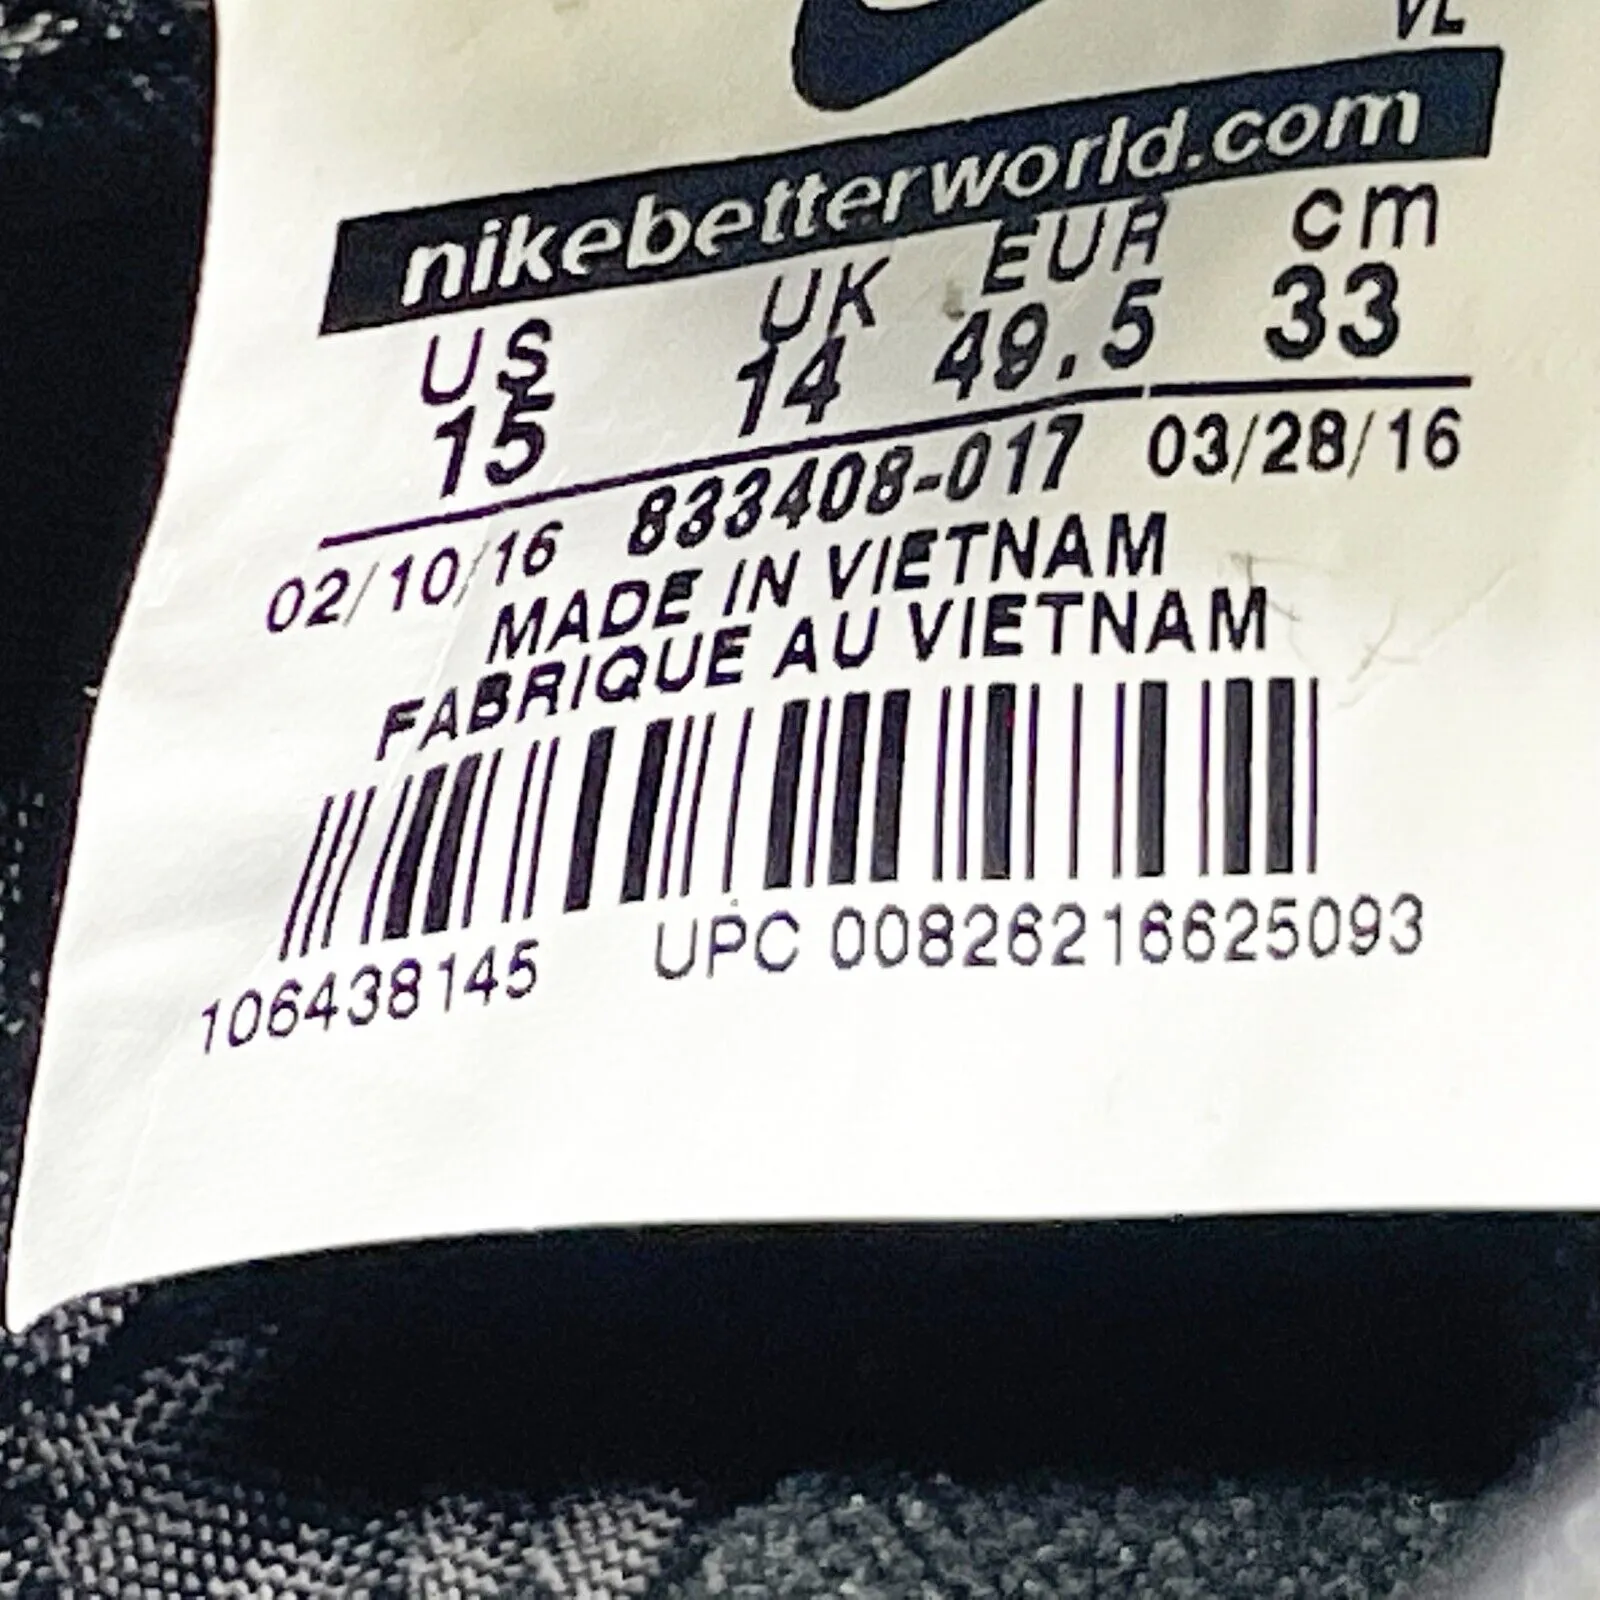 VL
nikebetterworld.com
US UK EUR cm
15 14 49.5 33
02/10/16 833408-017 03/28/16
MADE IN VIETNAM
FABRIQUE AU VIETNAM
106438145 UPC 00826216625093